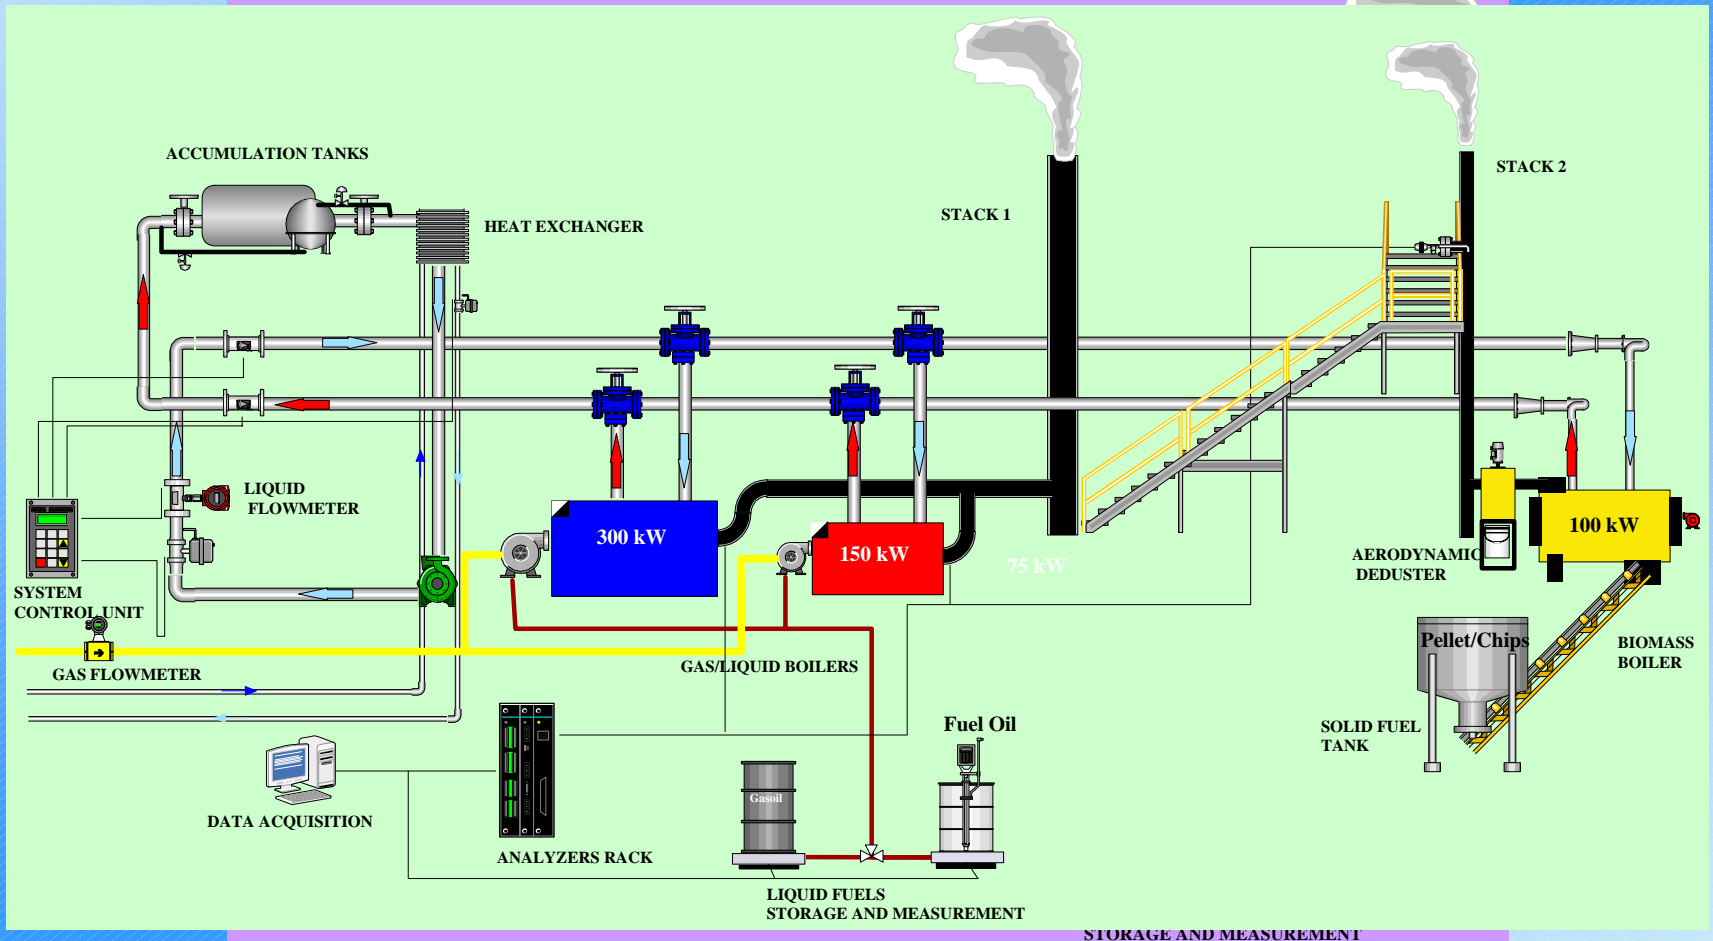 ACCUMULATION TANKS
STACK 2
STACK 1
HEAT EXCHANGER
LIQUID
FLOWMETER
300 kW
150 kW
75 kW
100 kW
AERODYNAMIC
DEDUSTER
SYSTEM
CONTROL UNIT
GAS FLOWMETER
GAS/LIQUID BOILERS
Pellet/Chips
BIOMASS
BOILER
SOLID FUEL
TANK
Fuel Oil
Gasoil
DATA ACQUISITION
ANALYZERS RACK
LIQUID FUELS
STORAGE AND MEASUREMENT
STORAGE AND MEASUREMENT